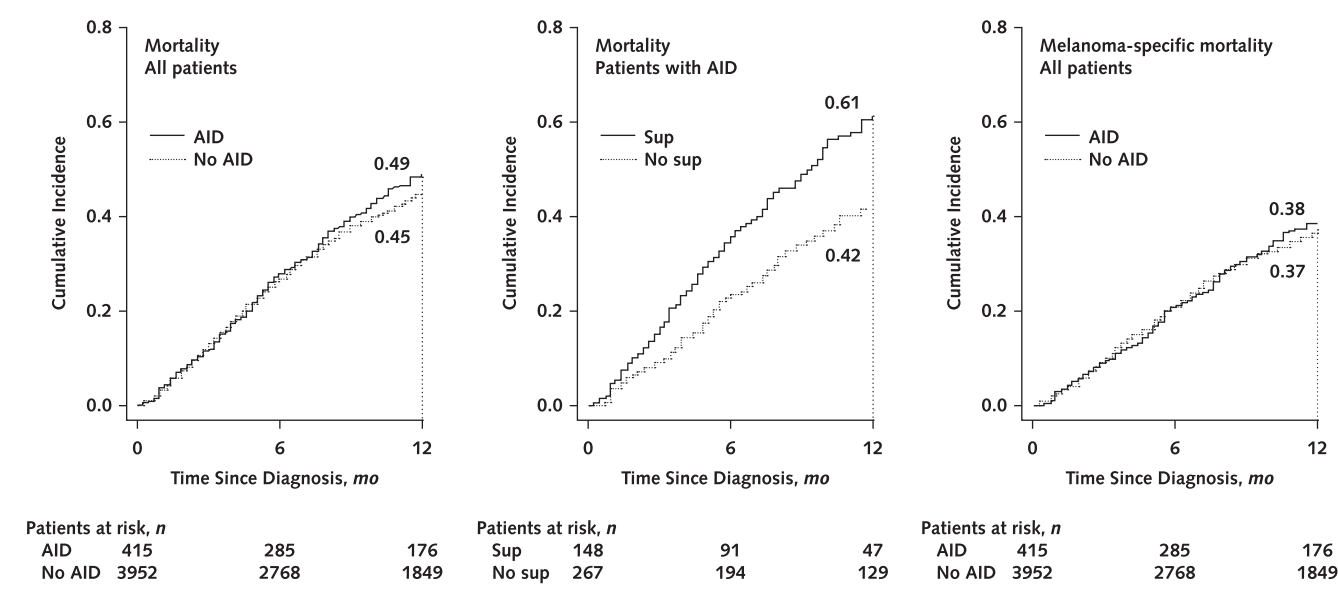 Mortality
All patients
AID
No AID
0.49
0.45
0.8
0.6
0.4
0.2
0.0
Cumulative Incidence
0 6 12
Time Since Diagnosis, mo
Patients at risk, n
AID 415 285 176
No AID 3952 2768 1849
Mortality
Patients with AID
Sup
No sup
0.61
0.42
0.8
0.6
0.4
0.2
0.0
Cumulative Incidence
0 6 12
Time Since Diagnosis, mo
Patients at risk, n
Sup 148 91 47
No sup 267 194 129
Melanoma-specific mortality
All patients
AID
No AID
0.38
0.37
0.8
0.6
0.4
0.2
0.0
Cumulative Incidence
0 6 12
Time Since Diagnosis, mo
Patients at risk, n
AID 415 285 176
No AID 3952 2768 1849